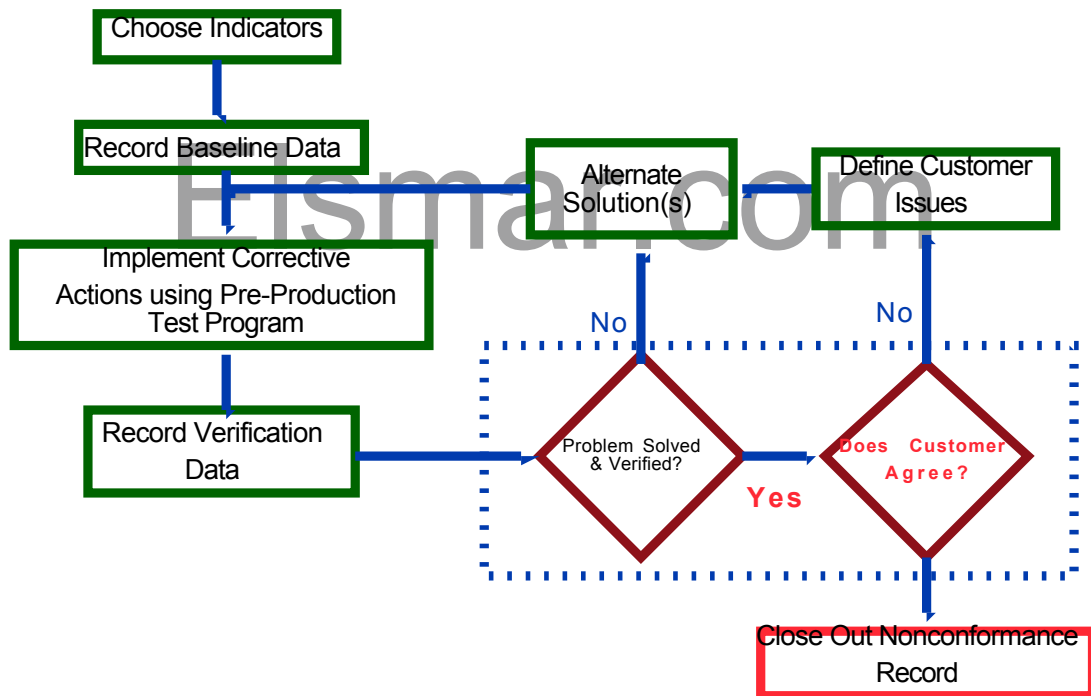 Choose Indicators
Record Baseline Data
Elsmar.com
Alternate
Solution(s)
Define Customer
Issues
Implement Corrective
Actions using Pre-Production
Test Program
No
No
Record Verification
Data
Problem Solved
& Verified?
Yes
Does Customer
Agree?
Close Out Nonconformance
Record